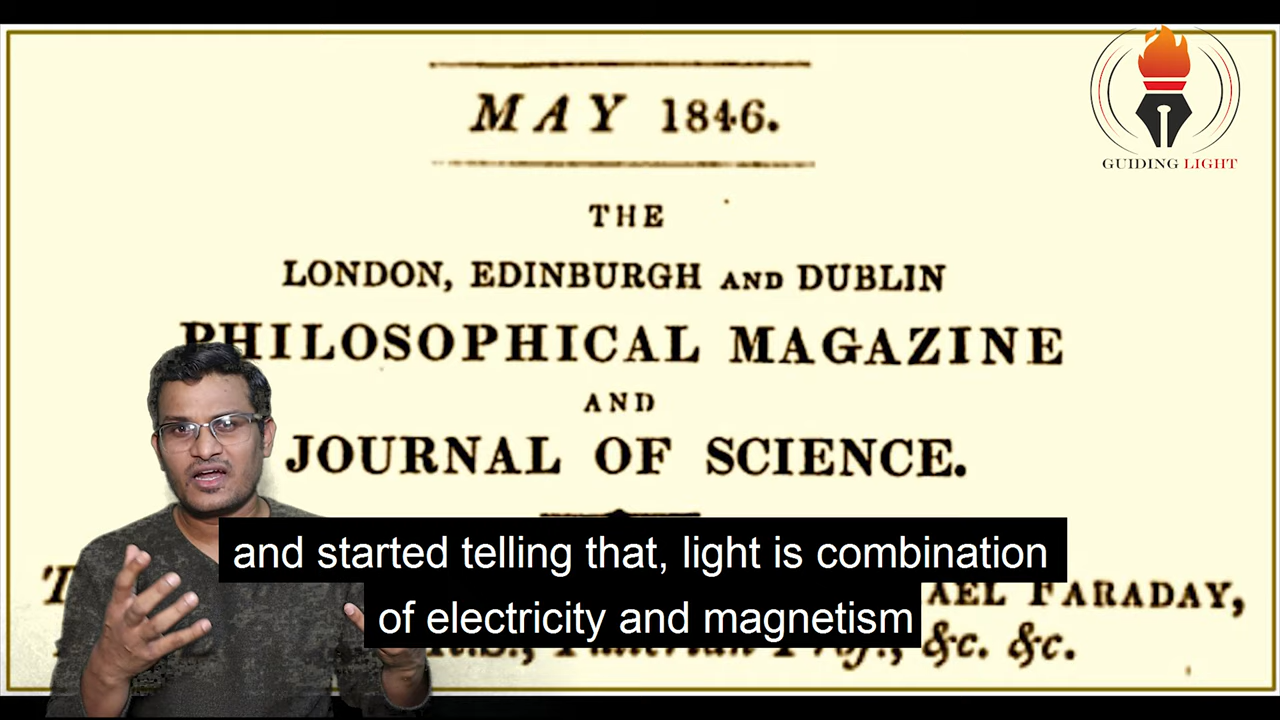 MAY 1846.
GUIDING LIGHT
THE
LONDON, EDINBURGH AND DUBLIN
PHILOSOPHICAL MAGAZINE
AND
JOURNAL OF SCIENCE.
and started telling that, light is combination
of electricity and magnetism
FARADAY,
&c. &c.